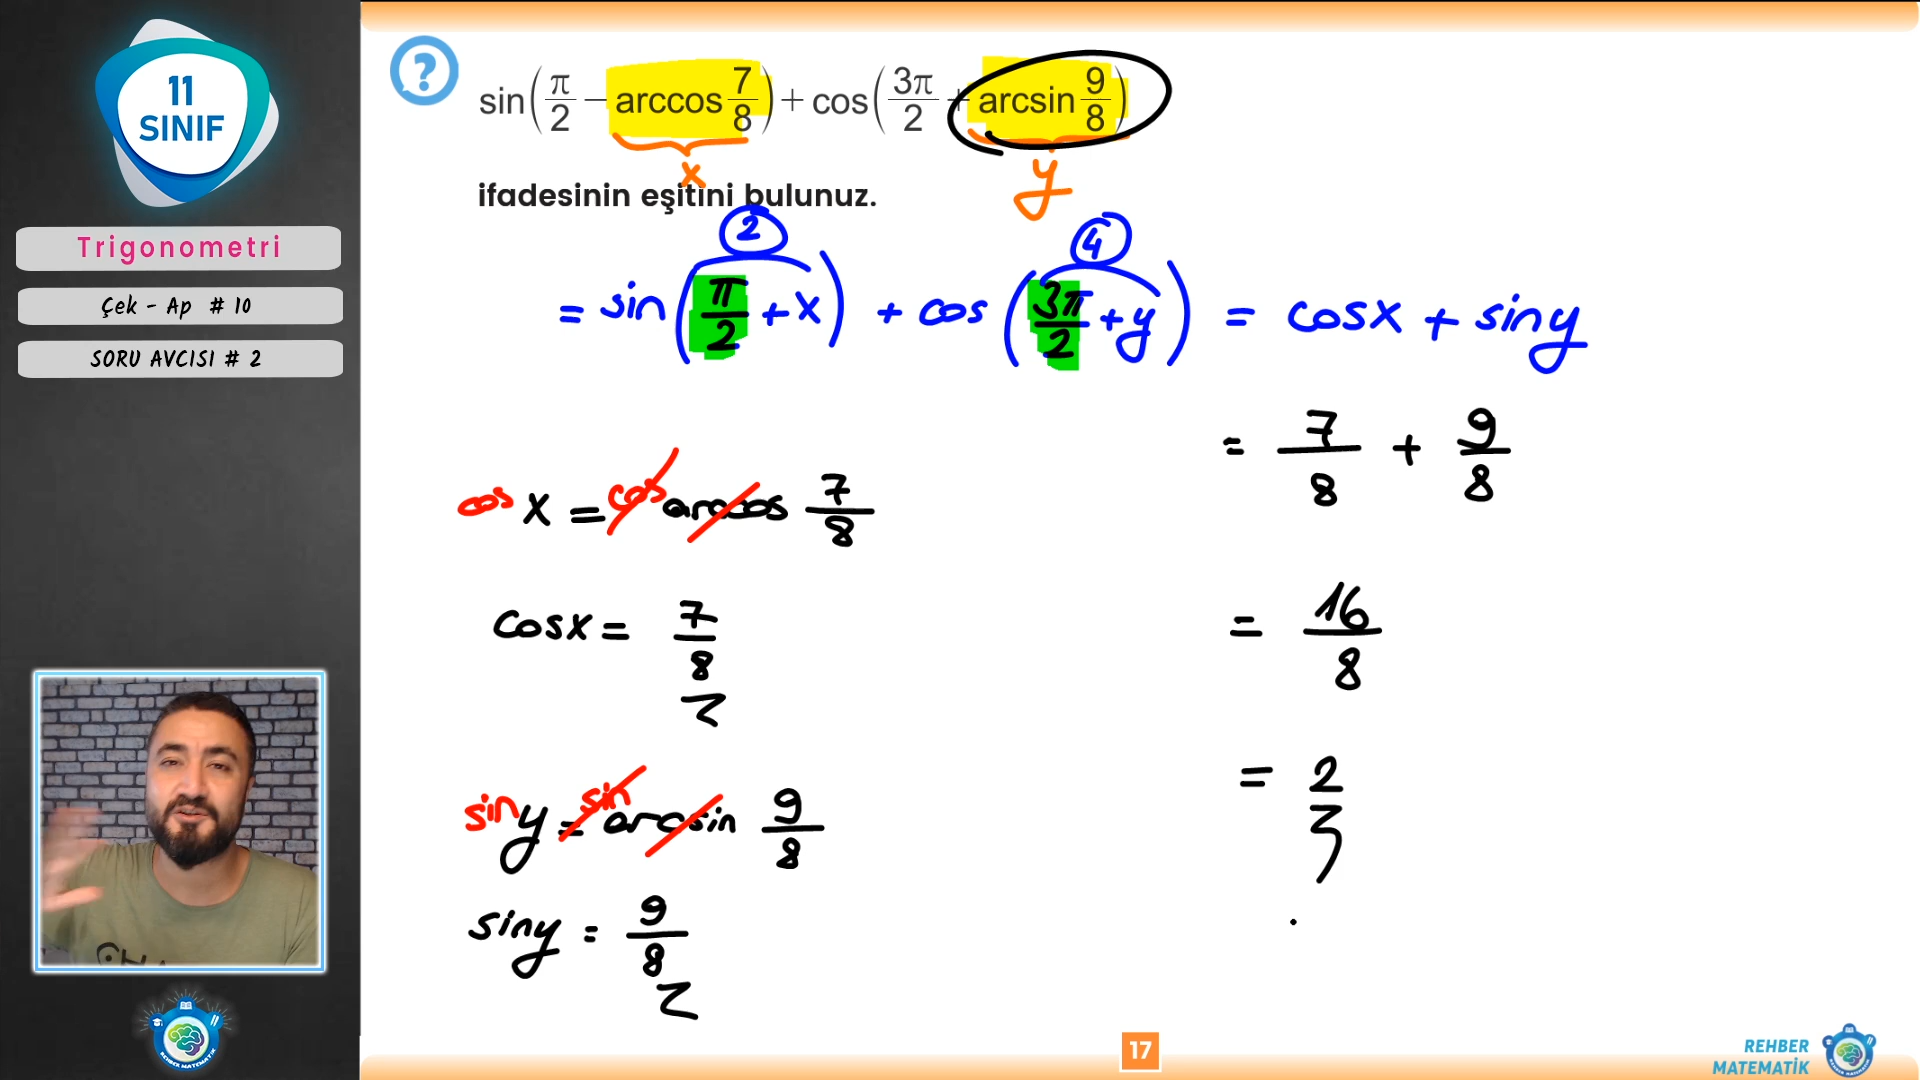 11
SINIF
Trigonometri
Çek - Ap # 10
SORU AVCISI # 2
sin(π/2 − arccos 7/8) + cos(3π/2 + arcsin 9/8)
x
y
ifadesinin eşitini bulunuz.
2
4
= sin(π/2 + x) + cos(3π/2 + y) = cosx + siny
= 7/8 + 9/8
cos x = cos arccos 7/8
cosx = 7/8
= 16/8
sin y = sin arcsin 9/8
= 2
siny = 9/8
17
REHBER
MATEMATİK
REHBER MATEMATİK